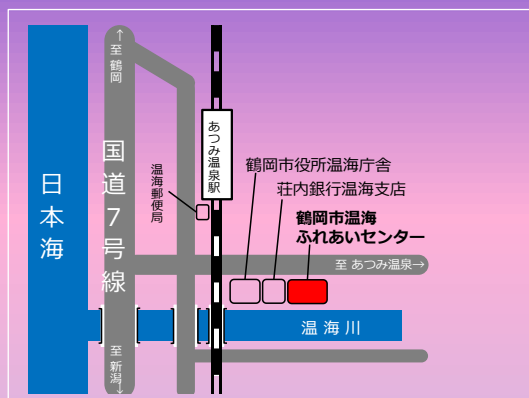 ↑至鶴岡
あつみ温泉駅
温海郵便局
国道7号線
日本海
鶴岡市役所温海庁舎
荘内銀行温海支店
鶴岡市温海
ふれあいセンター
至 あつみ温泉→
温海川
至新潟↓